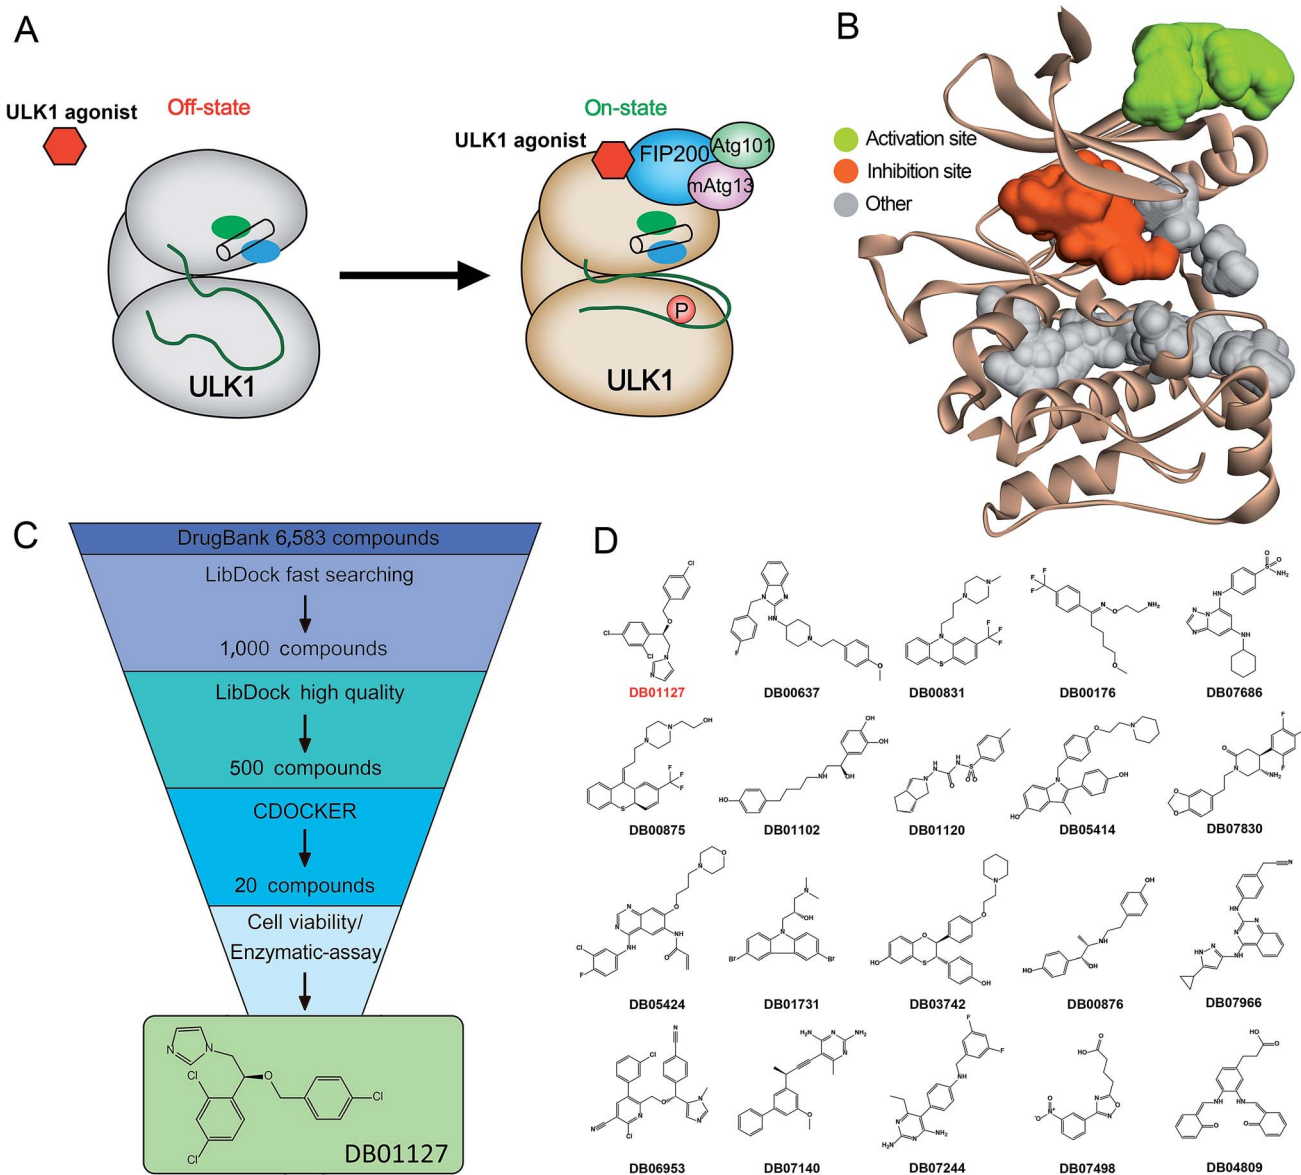 A
ULK1 agonist
Off-state
ULK1
On-state
ULK1 agonist
FIP200
Atg101
mAtg13
P
ULK1
B
Activation site
Inhibition site
Other
C
DrugBank 6,583 compounds
LibDock fast searching
1,000 compounds
LibDock high quality
500 compounds
CDOCKER
20 compounds
Cell viability/
Enzymatic-assay
DB01127
D
DB01127
DB00637
DB00831
DB00176
DB07686
DB00875
DB01102
DB01120
DB05414
DB07830
DB05424
DB01731
DB03742
DB00876
DB07966
DB06953
DB07140
DB07244
DB07498
DB04809